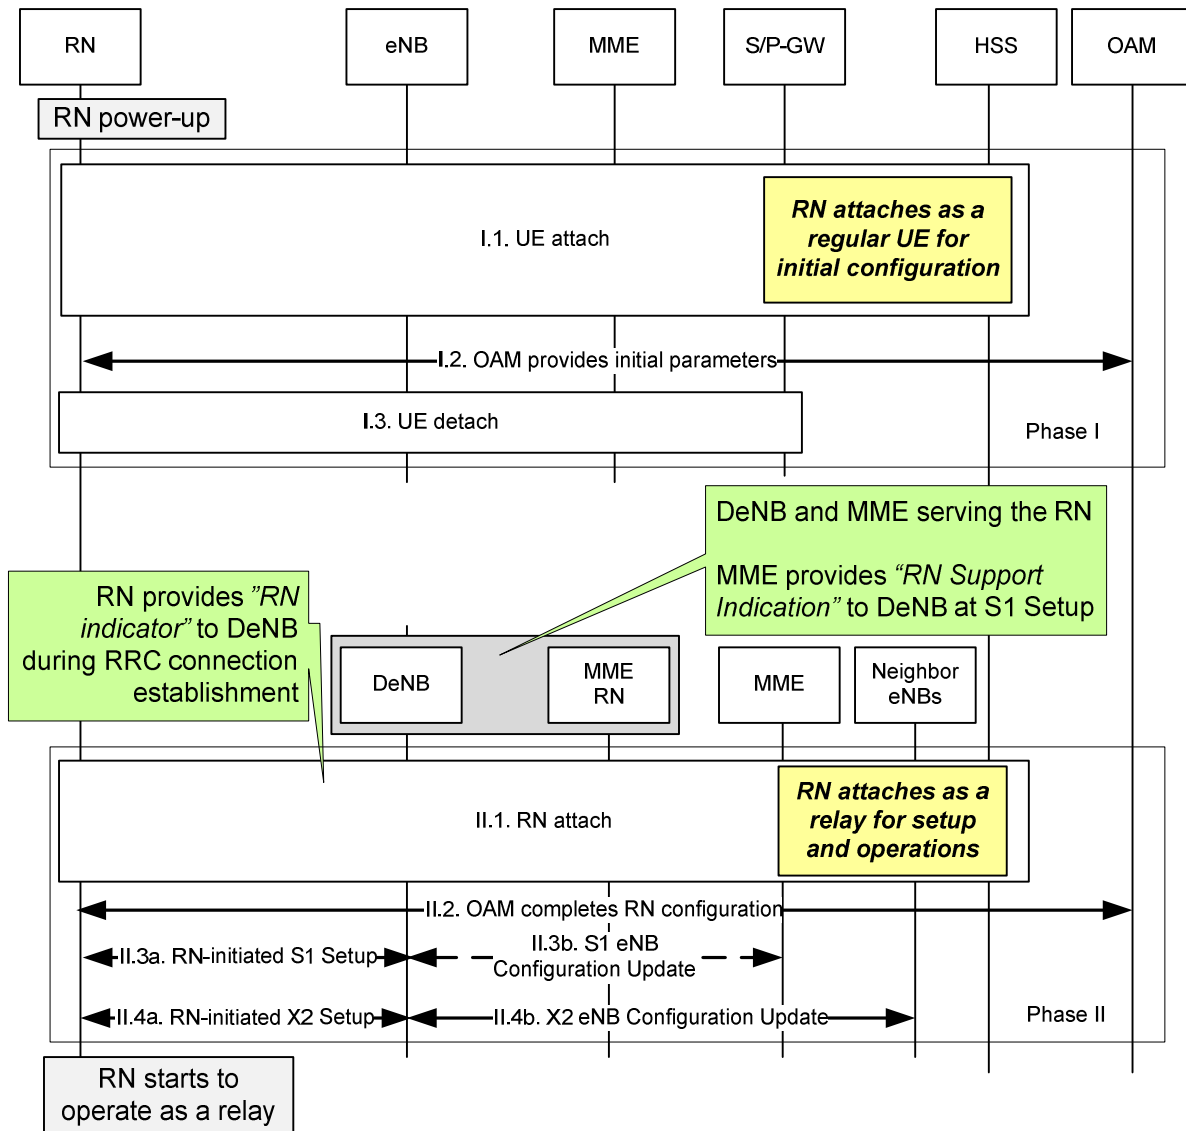 RN
eNB
MME
S/P-GW
HSS
OAM
RN power-up
RN attaches as a
regular UE for
initial configuration
I.1. UE attach
I.2. OAM provides initial parameters
I.3. UE detach
Phase I
DeNB and MME serving the RN
MME provides “RN Support
Indication” to DeNB at S1 Setup
RN provides ”RN
indicator” to DeNB
during RRC connection
establishment
DeNB
MME
RN
MME
Neighbor
eNBs
RN attaches as a
relay for setup
and operations
II.1. RN attach
II.2. OAM completes RN configuration
II.3a. RN-initiated S1 Setup
II.3b. S1 eNB
Configuration Update
II.4a. RN-initiated X2 Setup
II.4b. X2 eNB Configuration Update
Phase II
RN starts to
operate as a relay